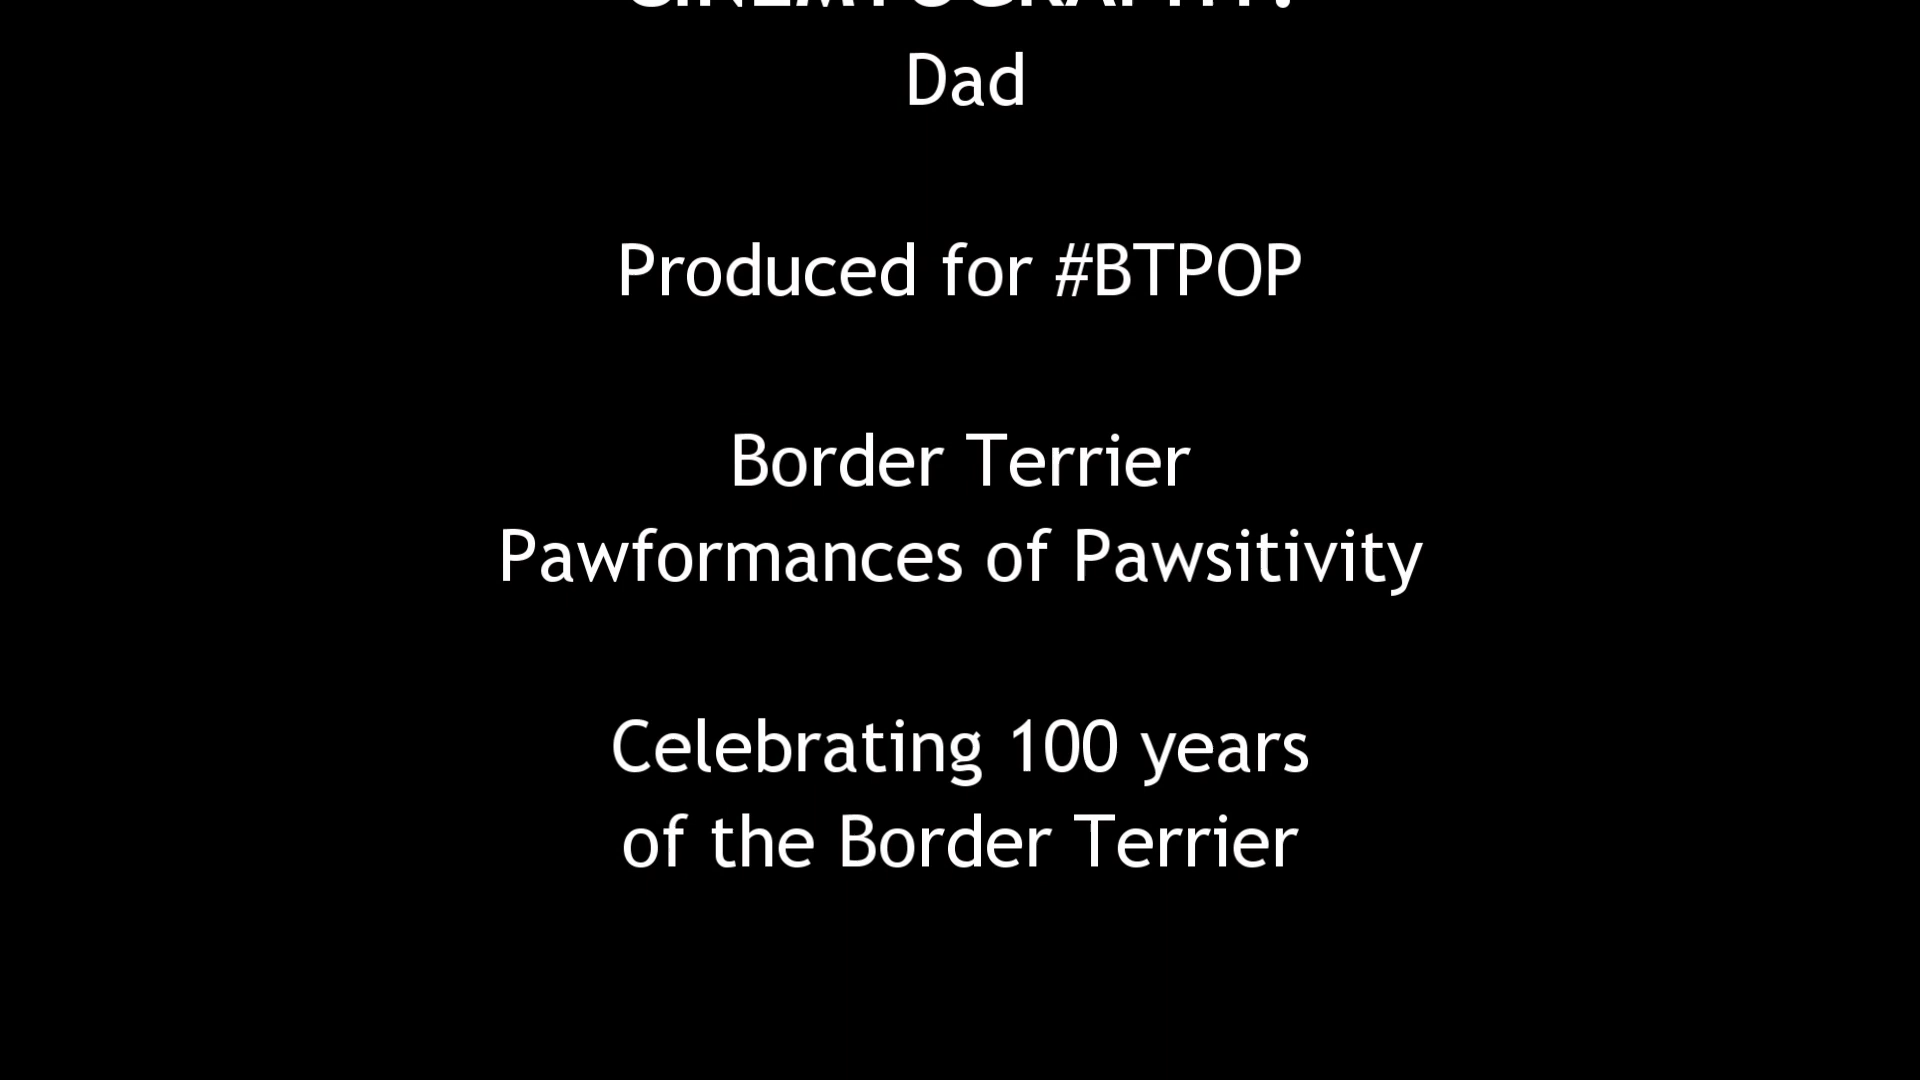 Dad
Produced for #BTPOP
Border Terrier
Pawformances of Pawsitivity
Celebrating 100 years
of the Border Terrier